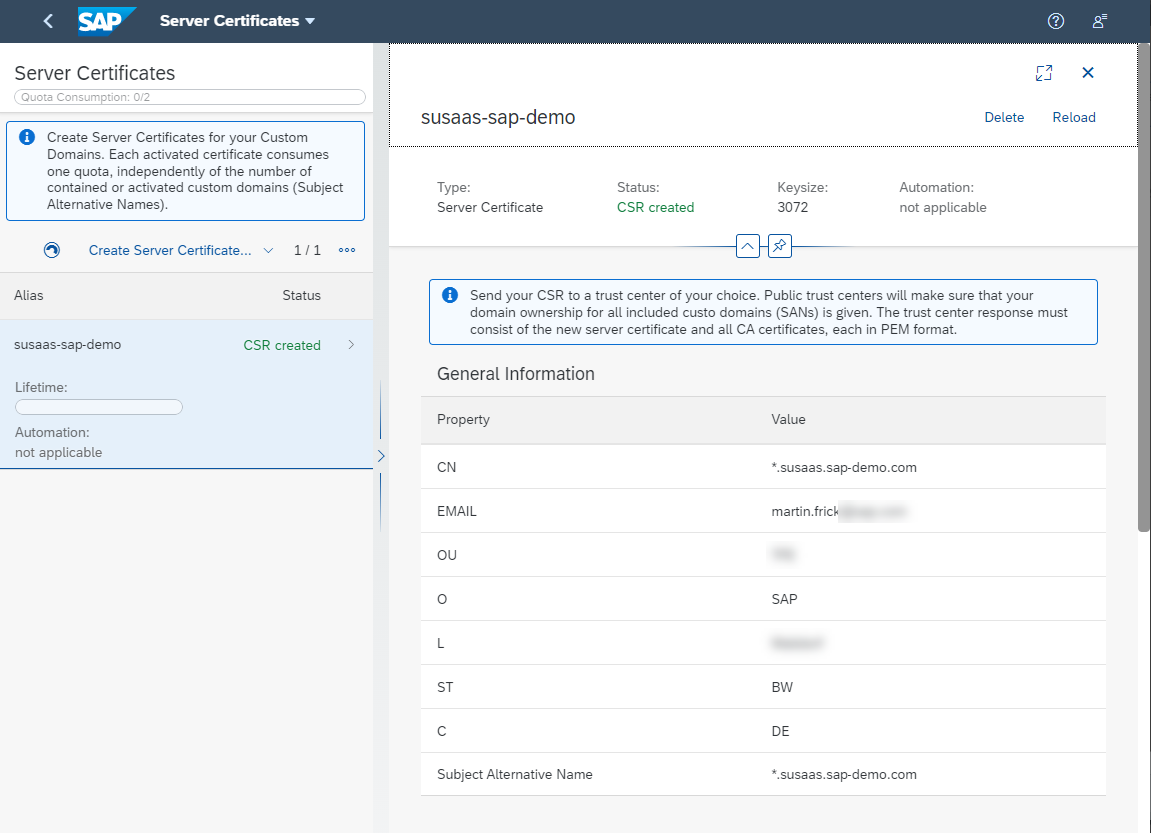 SAP Server Certificates
Server Certificates
Quota Consumption: 0/2
Create Server Certificates for your Custom
Domains. Each activated certificate consumes
one quota, independently of the number of
contained or activated custom domains (Subject
Alternative Names).
Create Server Certificate... 1 / 1
Alias Status
susaas-sap-demo CSR created
Lifetime:
Automation:
not applicable
susaas-sap-demo
Delete Reload
Type: Status: Keysize: Automation:
Server Certificate CSR created 3072 not applicable
Send your CSR to a trust center of your choice. Public trust centers will make sure that your
domain ownership for all included custo domains (SANs) is given. The trust center response must
consist of the new server certificate and all CA certificates, each in PEM format.
General Information
Property Value
CN *.susaas.sap-demo.com
EMAIL martin.frick
OU
O SAP
L
ST BW
C DE
Subject Alternative Name *.susaas.sap-demo.com